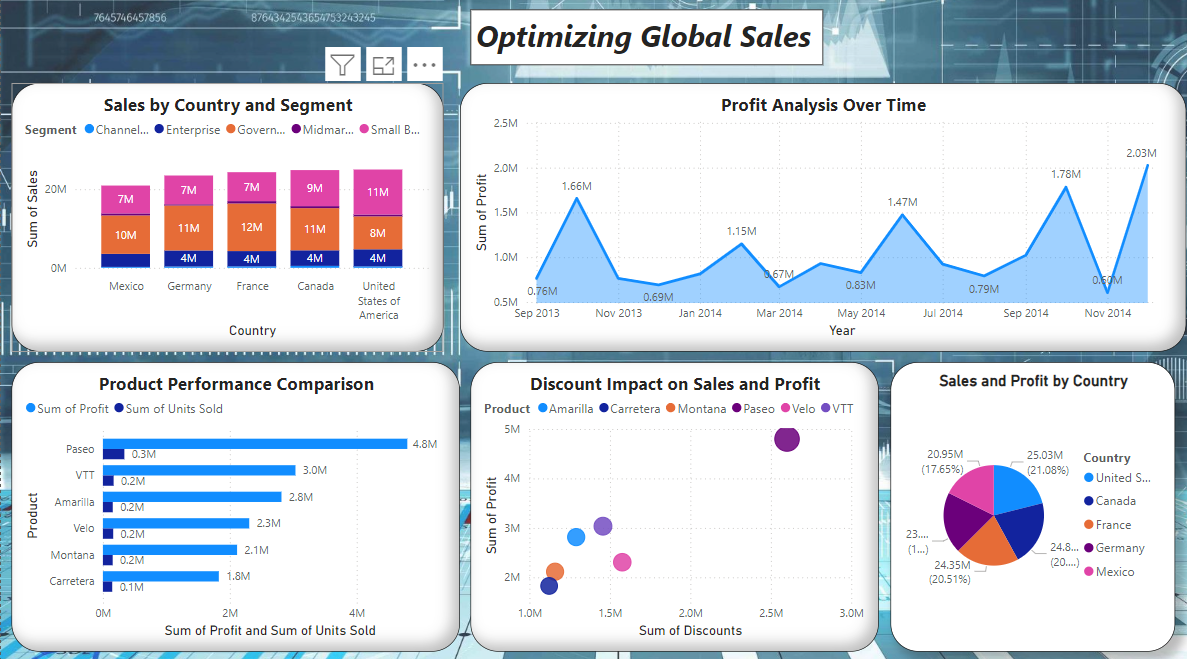 7645746457856
8764342543654753243245
Optimizing Global Sales
Sales by Country and Segment
Segment Channel... Enterprise Govern... Midmar... Small B...
Sum of Sales
20M
0M
7M
10M
7M
11M
4M
7M
12M
4M
9M
11M
4M
11M
8M
4M
Mexico Germany France Canada United States of America
Country
Profit Analysis Over Time
Sum of Profit
2.5M
2.0M
1.5M
1.0M
0.5M
0.76M
1.66M
0.69M
1.15M
0.67M
0.83M
1.47M
0.79M
1.78M
0.60M
2.03M
Sep 2013 Nov 2013 Jan 2014 Mar 2014 May 2014 Jul 2014 Sep 2014 Nov 2014
Year
Product Performance Comparison
Sum of Profit Sum of Units Sold
Product
Paseo 4.8M
0.3M
VTT 3.0M
0.2M
Amarilla 2.8M
0.2M
Velo 2.3M
0.2M
Montana 2.1M
0.2M
Carretera 1.8M
0.1M
0M 2M 4M
Sum of Profit and Sum of Units Sold
Discount Impact on Sales and Profit
Product Amarilla Carretera Montana Paseo Velo VTT
Sum of Profit
5M
4M
3M
2M
1.0M 1.5M 2.0M 2.5M 3.0M
Sum of Discounts
Sales and Profit by Country
20.95M
(17.65%)
25.03M
(21.08%)
23....
(1...)
24.8...
(20....)
24.35M
(20.51%)
Country
United S...
Canada
France
Germany
Mexico